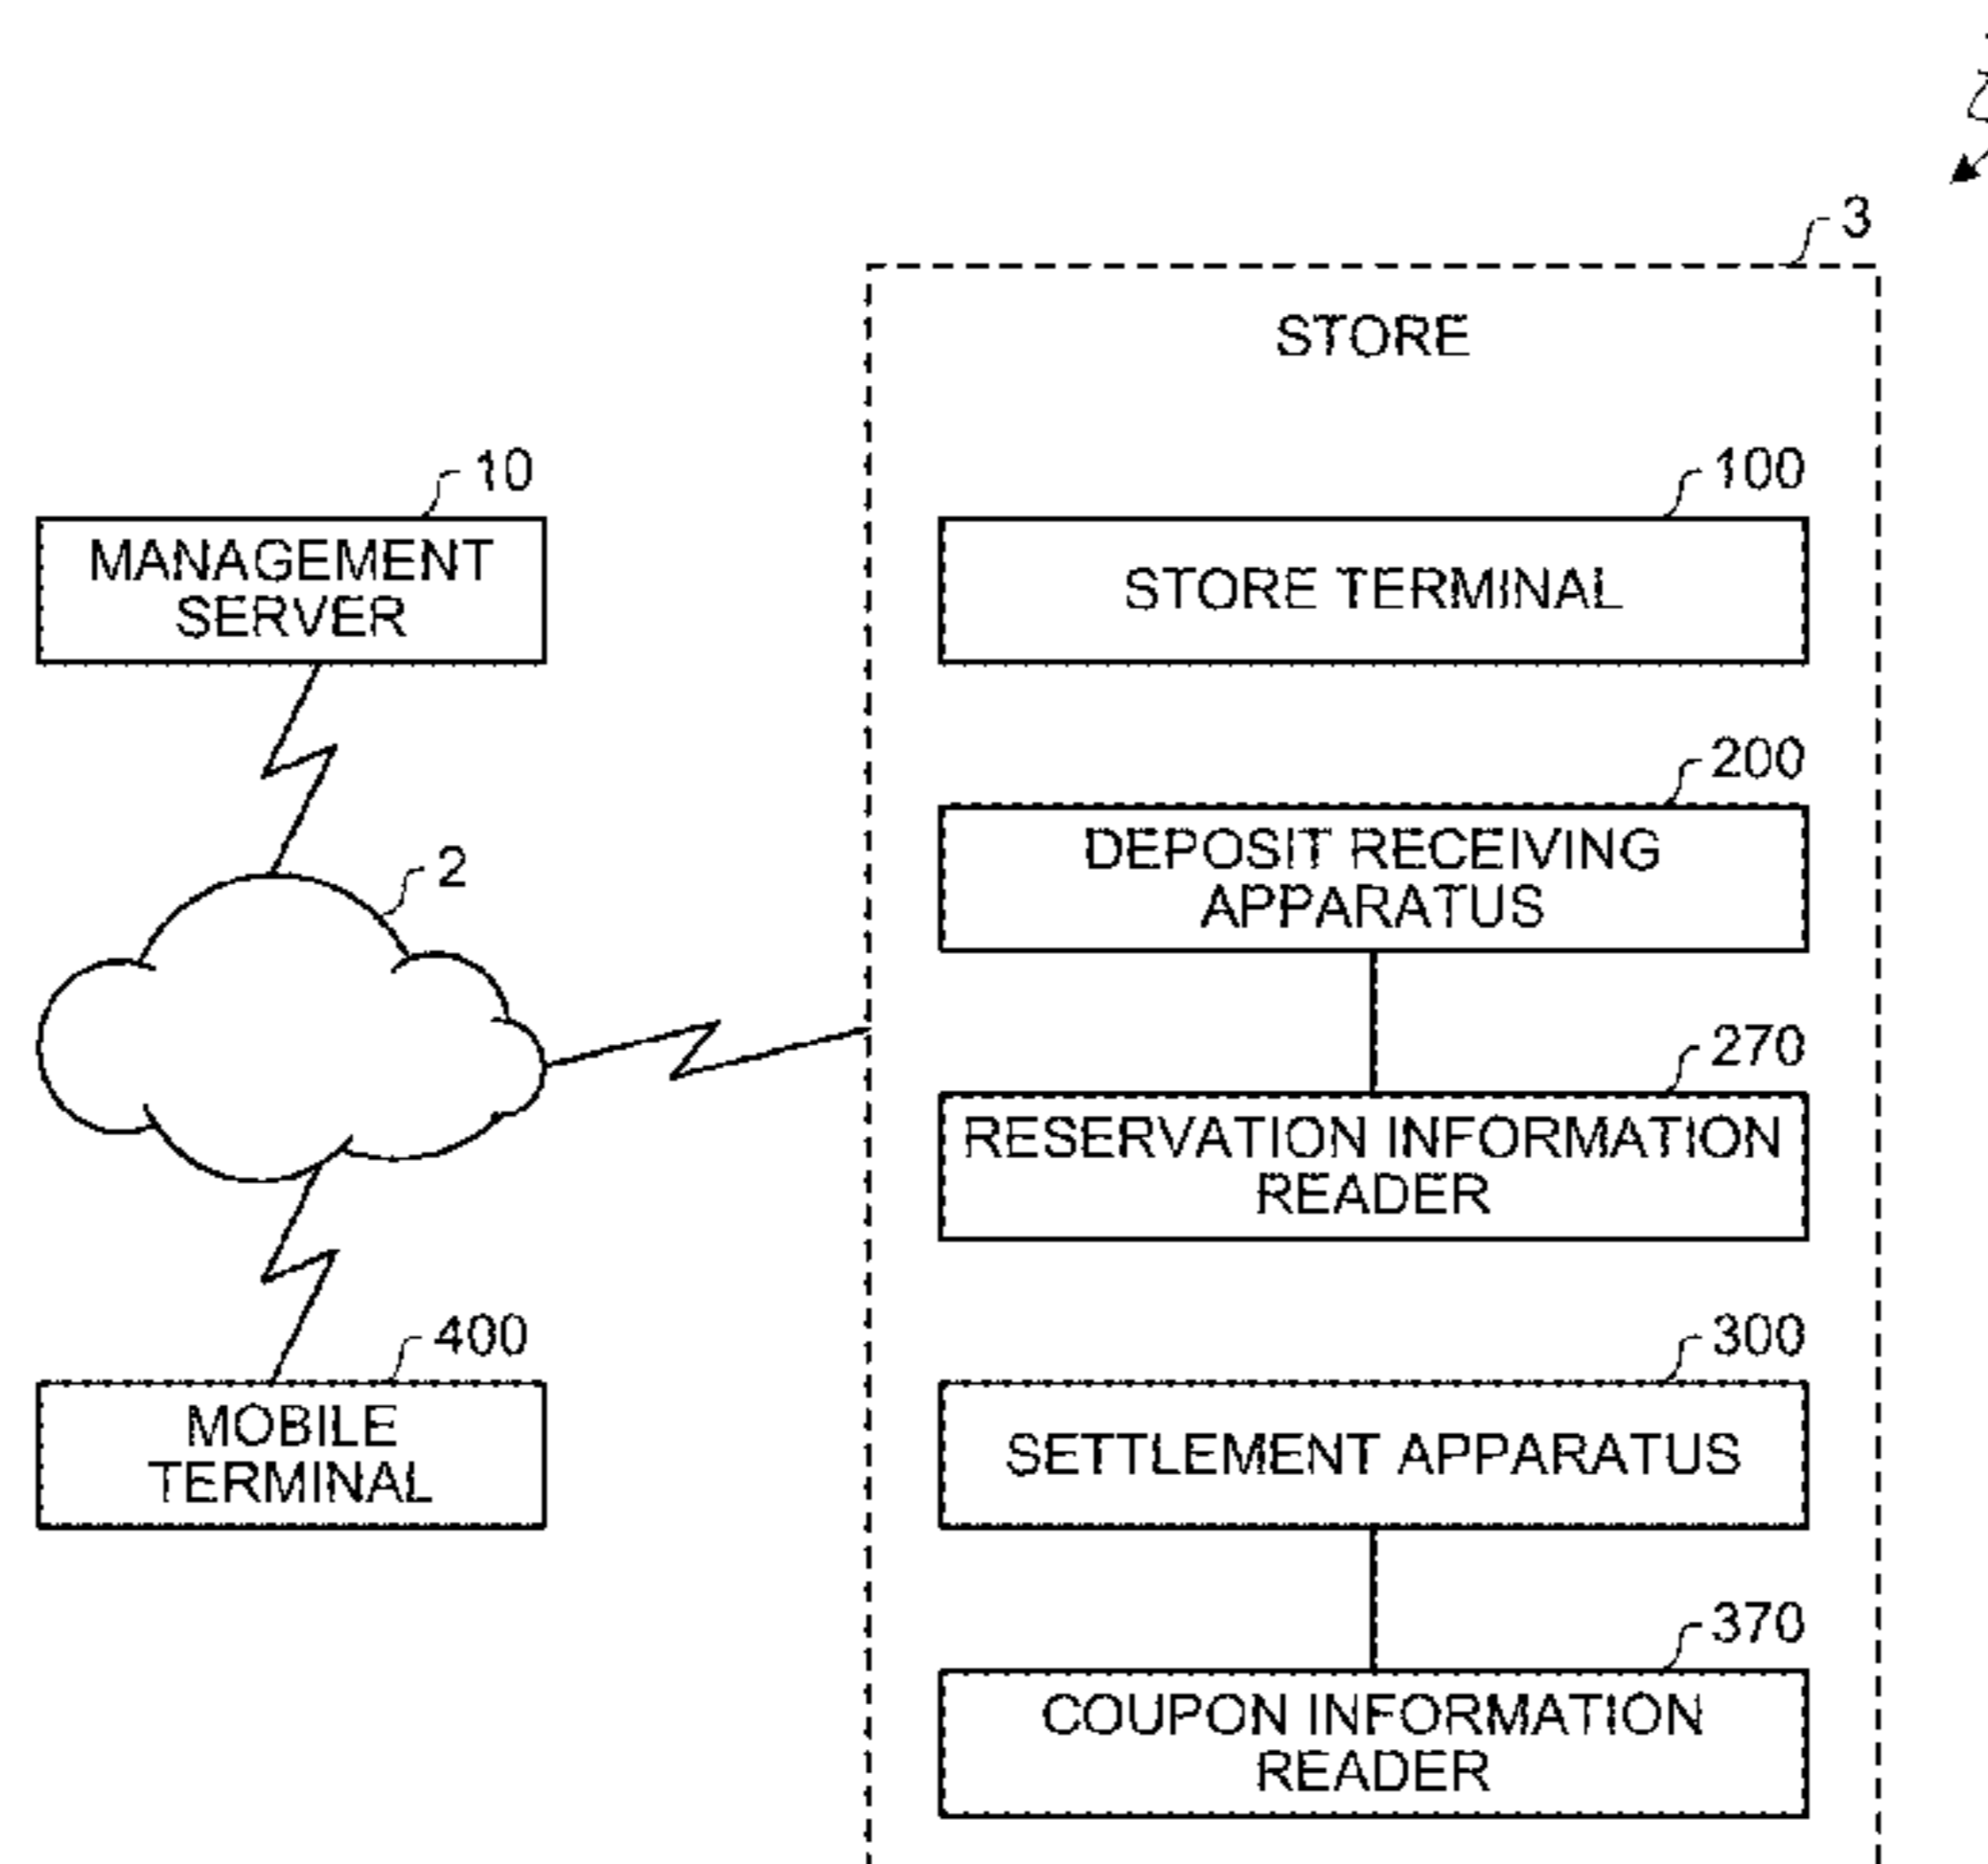 3
STORE
10
MANAGEMENT
SERVER
100
STORE TERMINAL
200
DEPOSIT RECEIVING
APPARATUS
2
270
RESERVATION INFORMATION
READER
400
MOBILE
TERMINAL
300
SETTLEMENT APPARATUS
370
COUPON INFORMATION
READER